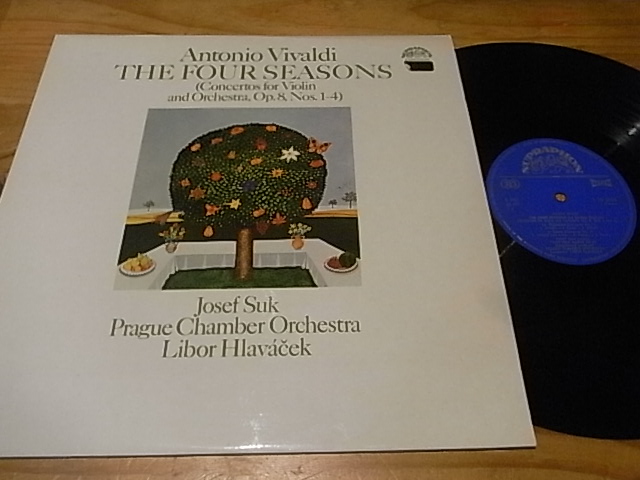 Antonio Vivaldi
THE FOUR SEASONS
(Concertos for Violin
and Orchestra, Op. 8, Nos. 1-4)
Josef Suk
Prague Chamber Orchestra
Libor Hlaváček
SUPRAPHON